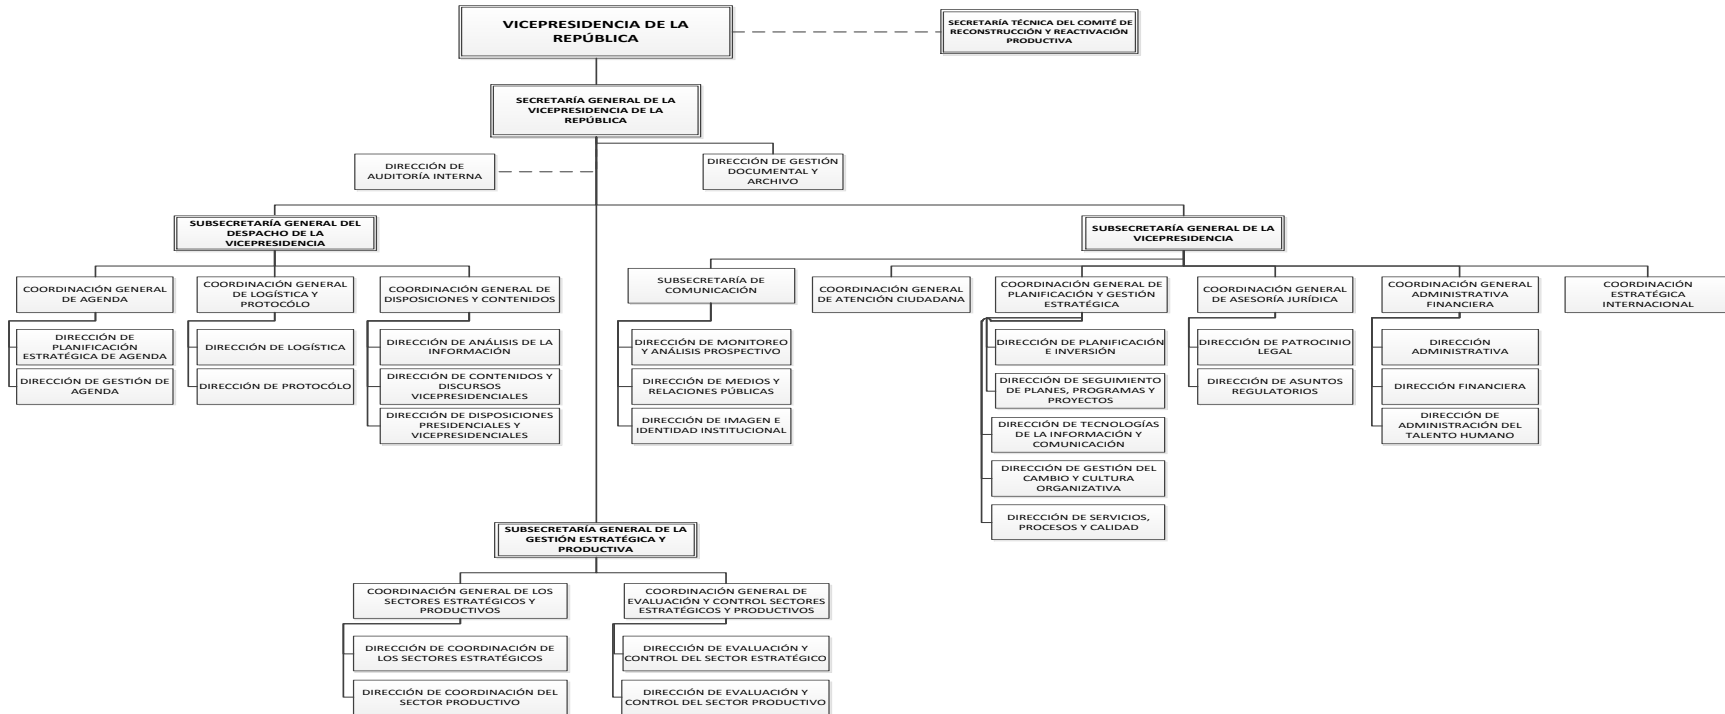 VICEPRESIDENCIA DE LA
REPÚBLICA
SECRETARÍA TÉCNICA DEL COMITÉ DE
RECONSTRUCCIÓN Y REACTIVACIÓN
PRODUCTIVA
SECRETARÍA GENERAL DE LA
VICEPRESIDENCIA DE LA
REPÚBLICA
DIRECCIÓN DE
AUDITORÍA INTERNA
DIRECCIÓN DE GESTIÓN
DOCUMENTAL Y
ARCHIVO
SUBSECRETARÍA GENERAL DEL
DESPACHO DE LA
VICEPRESIDENCIA
SUBSECRETARÍA GENERAL DE LA
VICEPRESIDENCIA
COORDINACIÓN GENERAL
DE AGENDA
COORDINACIÓN GENERAL
DE LOGÍSTICA Y
PROTOCÓLO
COORDINACIÓN GENERAL DE
DISPOSICIONES Y CONTENIDOS
SUBSECRETARÍA DE
COMUNICACIÓN
COORDINACIÓN GENERAL
DE ATENCIÓN CIUDADANA
COORDINACIÓN GENERAL DE
PLANIFICACIÓN Y GESTIÓN
ESTRATÉGICA
COORDINACIÓN GENERAL
DE ASESORÍA JURÍDICA
COORDINACIÓN GENERAL
ADMINISTRATIVA
FINANCIERA
COORDINACIÓN
ESTRATÉGICA
INTERNACIONAL
DIRECCIÓN DE
PLANIFICACIÓN
ESTRATÉGICA DE AGENDA
DIRECCIÓN DE GESTIÓN DE
AGENDA
DIRECCIÓN DE LOGÍSTICA
DIRECCIÓN DE PROTOCÓLO
DIRECCIÓN DE ANÁLISIS DE LA
INFORMACIÓN
DIRECCIÓN DE CONTENIDOS Y
DISCURSOS
VICEPRESIDENCIALES
DIRECCIÓN DE DISPOSICIONES
PRESIDENCIALES Y
VICEPRESIDENCIALES
DIRECCIÓN DE MONITOREO
Y ANÁLISIS PROSPECTIVO
DIRECCIÓN DE MEDIOS Y
RELACIONES PÚBLICAS
DIRECCIÓN DE IMAGEN E
IDENTIDAD INSTITUCIONAL
DIRECCIÓN DE PLANIFICACIÓN
E INVERSIÓN
DIRECCIÓN DE SEGUIMIENTO
DE PLANES, PROGRAMAS Y
PROYECTOS
DIRECCIÓN DE TECNOLOGÍAS
DE LA INFORMACIÓN Y
COMUNICACIÓN
DIRECCIÓN DE GESTIÓN DEL
CAMBIO Y CULTURA
ORGANIZATIVA
DIRECCIÓN DE SERVICIOS,
PROCESOS Y CALIDAD
DIRECCIÓN DE PATROCINIO
LEGAL
DIRECCIÓN DE ASUNTOS
REGULATORIOS
DIRECCIÓN
ADMINISTRATIVA
DIRECCIÓN FINANCIERA
DIRECCIÓN DE
ADMINISTRACIÓN DEL
TALENTO HUMANO
SUBSECRETARÍA GENERAL DE LA
GESTIÓN ESTRATÉGICA Y
PRODUCTIVA
COORDINACIÓN GENERAL DE LOS
SECTORES ESTRATÉGICOS Y
PRODUCTIVOS
COORDINACIÓN GENERAL DE
EVALUACIÓN Y CONTROL SECTORES
ESTRATÉGICOS Y PRODUCTIVOS
DIRECCIÓN DE COORDINACIÓN DE
LOS SECTORES ESTRATÉGICOS
DIRECCIÓN DE COORDINACIÓN DEL
SECTOR PRODUCTIVO
DIRECCIÓN DE EVALUACIÓN Y
CONTROL DEL SECTOR ESTRATÉGICO
DIRECCIÓN DE EVALUACIÓN Y
CONTROL DEL SECTOR PRODUCTIVO